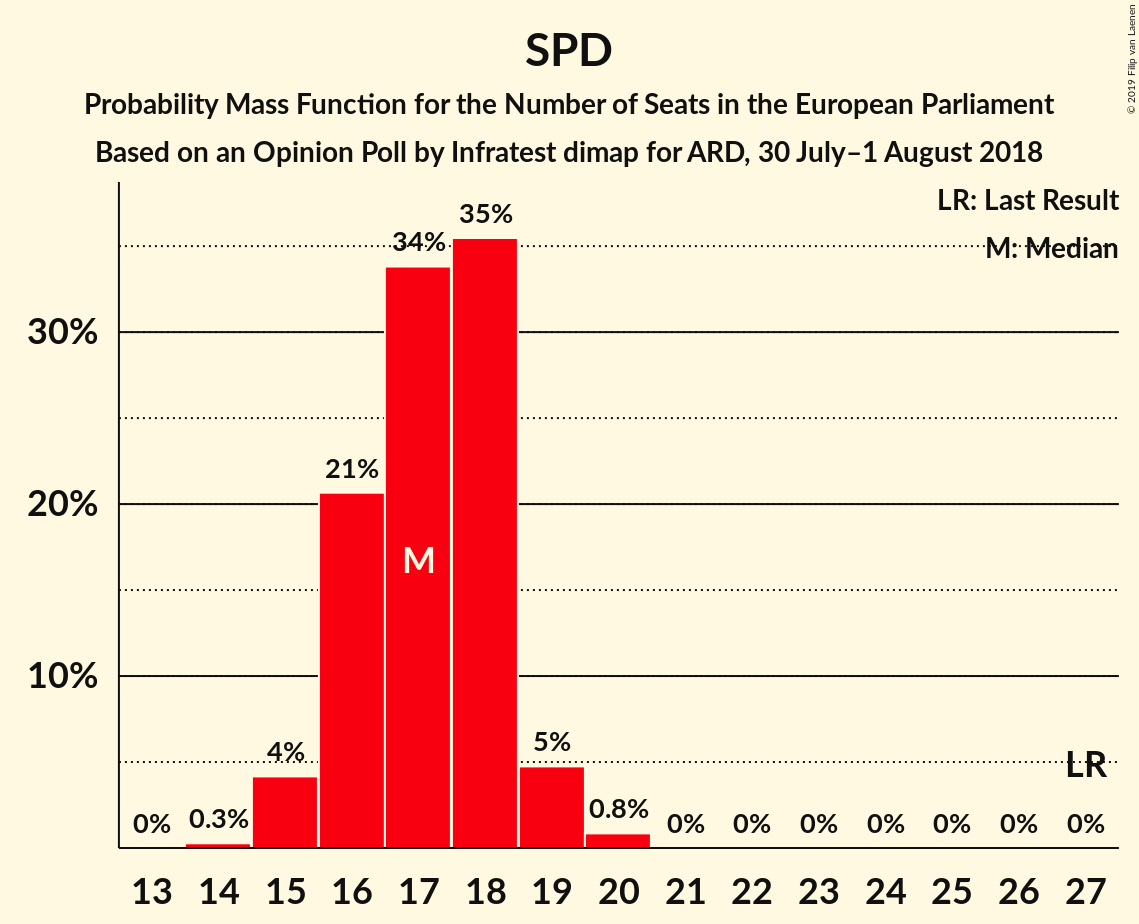 SPD
Probability Mass Function for the Number of Seats in the European Parliament
Based on an Opinion Poll by Infratest dimap for ARD, 30 July–1 August 2018
© 2019 Filip van Laenen
LR: Last Result
M: Median
30%
20%
10%
0%
0.3%
4%
21%
34%
35%
5%
0.8%
0%
0%
0%
0%
0%
0%
0%
M
LR
13 14 15 16 17 18 19 20 21 22 23 24 25 26 27